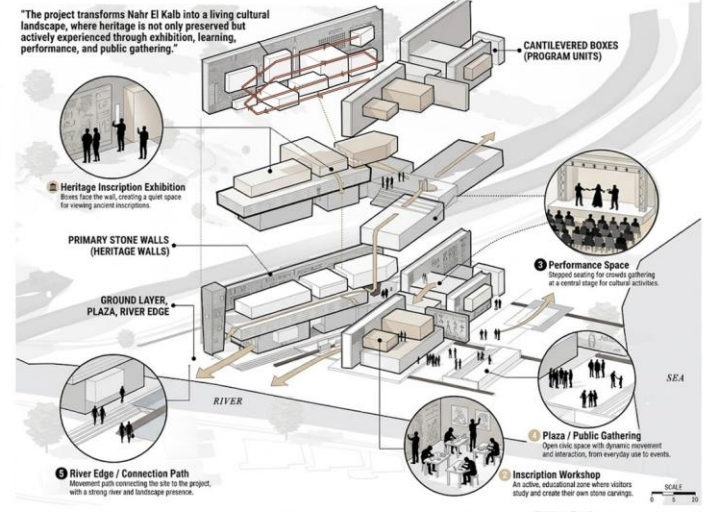 "The project transforms Nahr El Kalb into a living cultural
landscape, where heritage is not only preserved but
actively experienced through exhibition, learning,
performance, and public gathering."
CANTILEVERED BOXES
(PROGRAM UNITS)
Heritage Inscription Exhibition
Boxes face the wall, creating a quiet space
for viewing ancient inscriptions.
PRIMARY STONE WALLS
(HERITAGE WALLS)
3 Performance Space
Stepped seating for crowds gathering
at a central stage for cultural activities.
GROUND LAYER,
PLAZA, RIVER EDGE
SEA
RIVER
4 Plaza / Public Gathering
Open civic space with dynamic movement
and interaction, from everyday use to events.
5 River Edge / Connection Path
Movement path connecting the site to the project,
with a strong river and landscape presence.
2 Inscription Workshop
An active, educational zone where visitors
study and create their own stone carvings.
SCALE
0 5 20